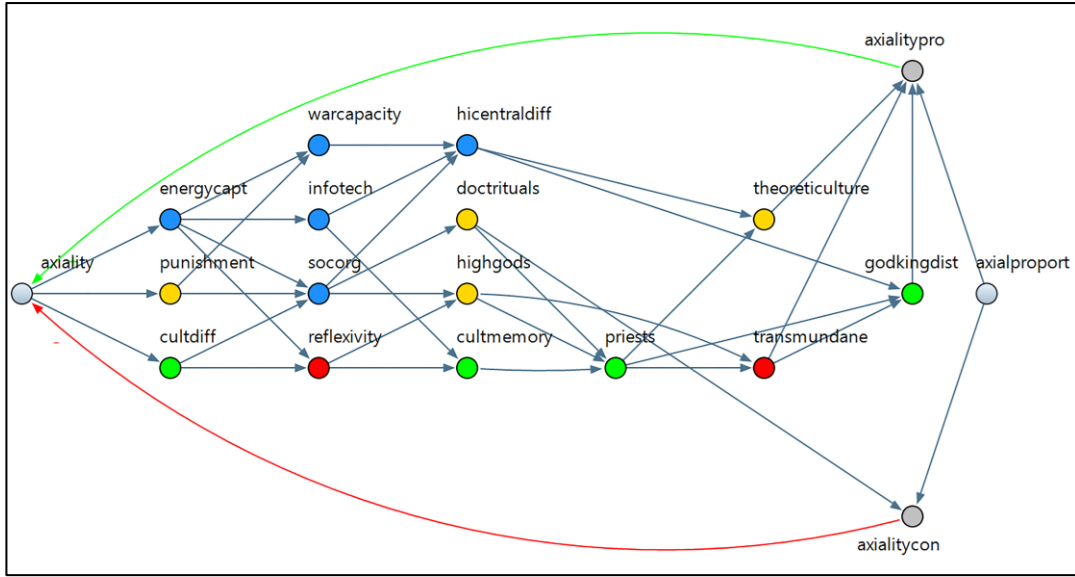 axialitypro
warcapacity
hicentraldiff
energycapt
infotech
doctrituals
theoreticulture
axiality
punishment
socorg
highgods
godkingdist
axialproport
cultdiff
reflexivity
cultmemory
priests
transmundane
-
axialitycon